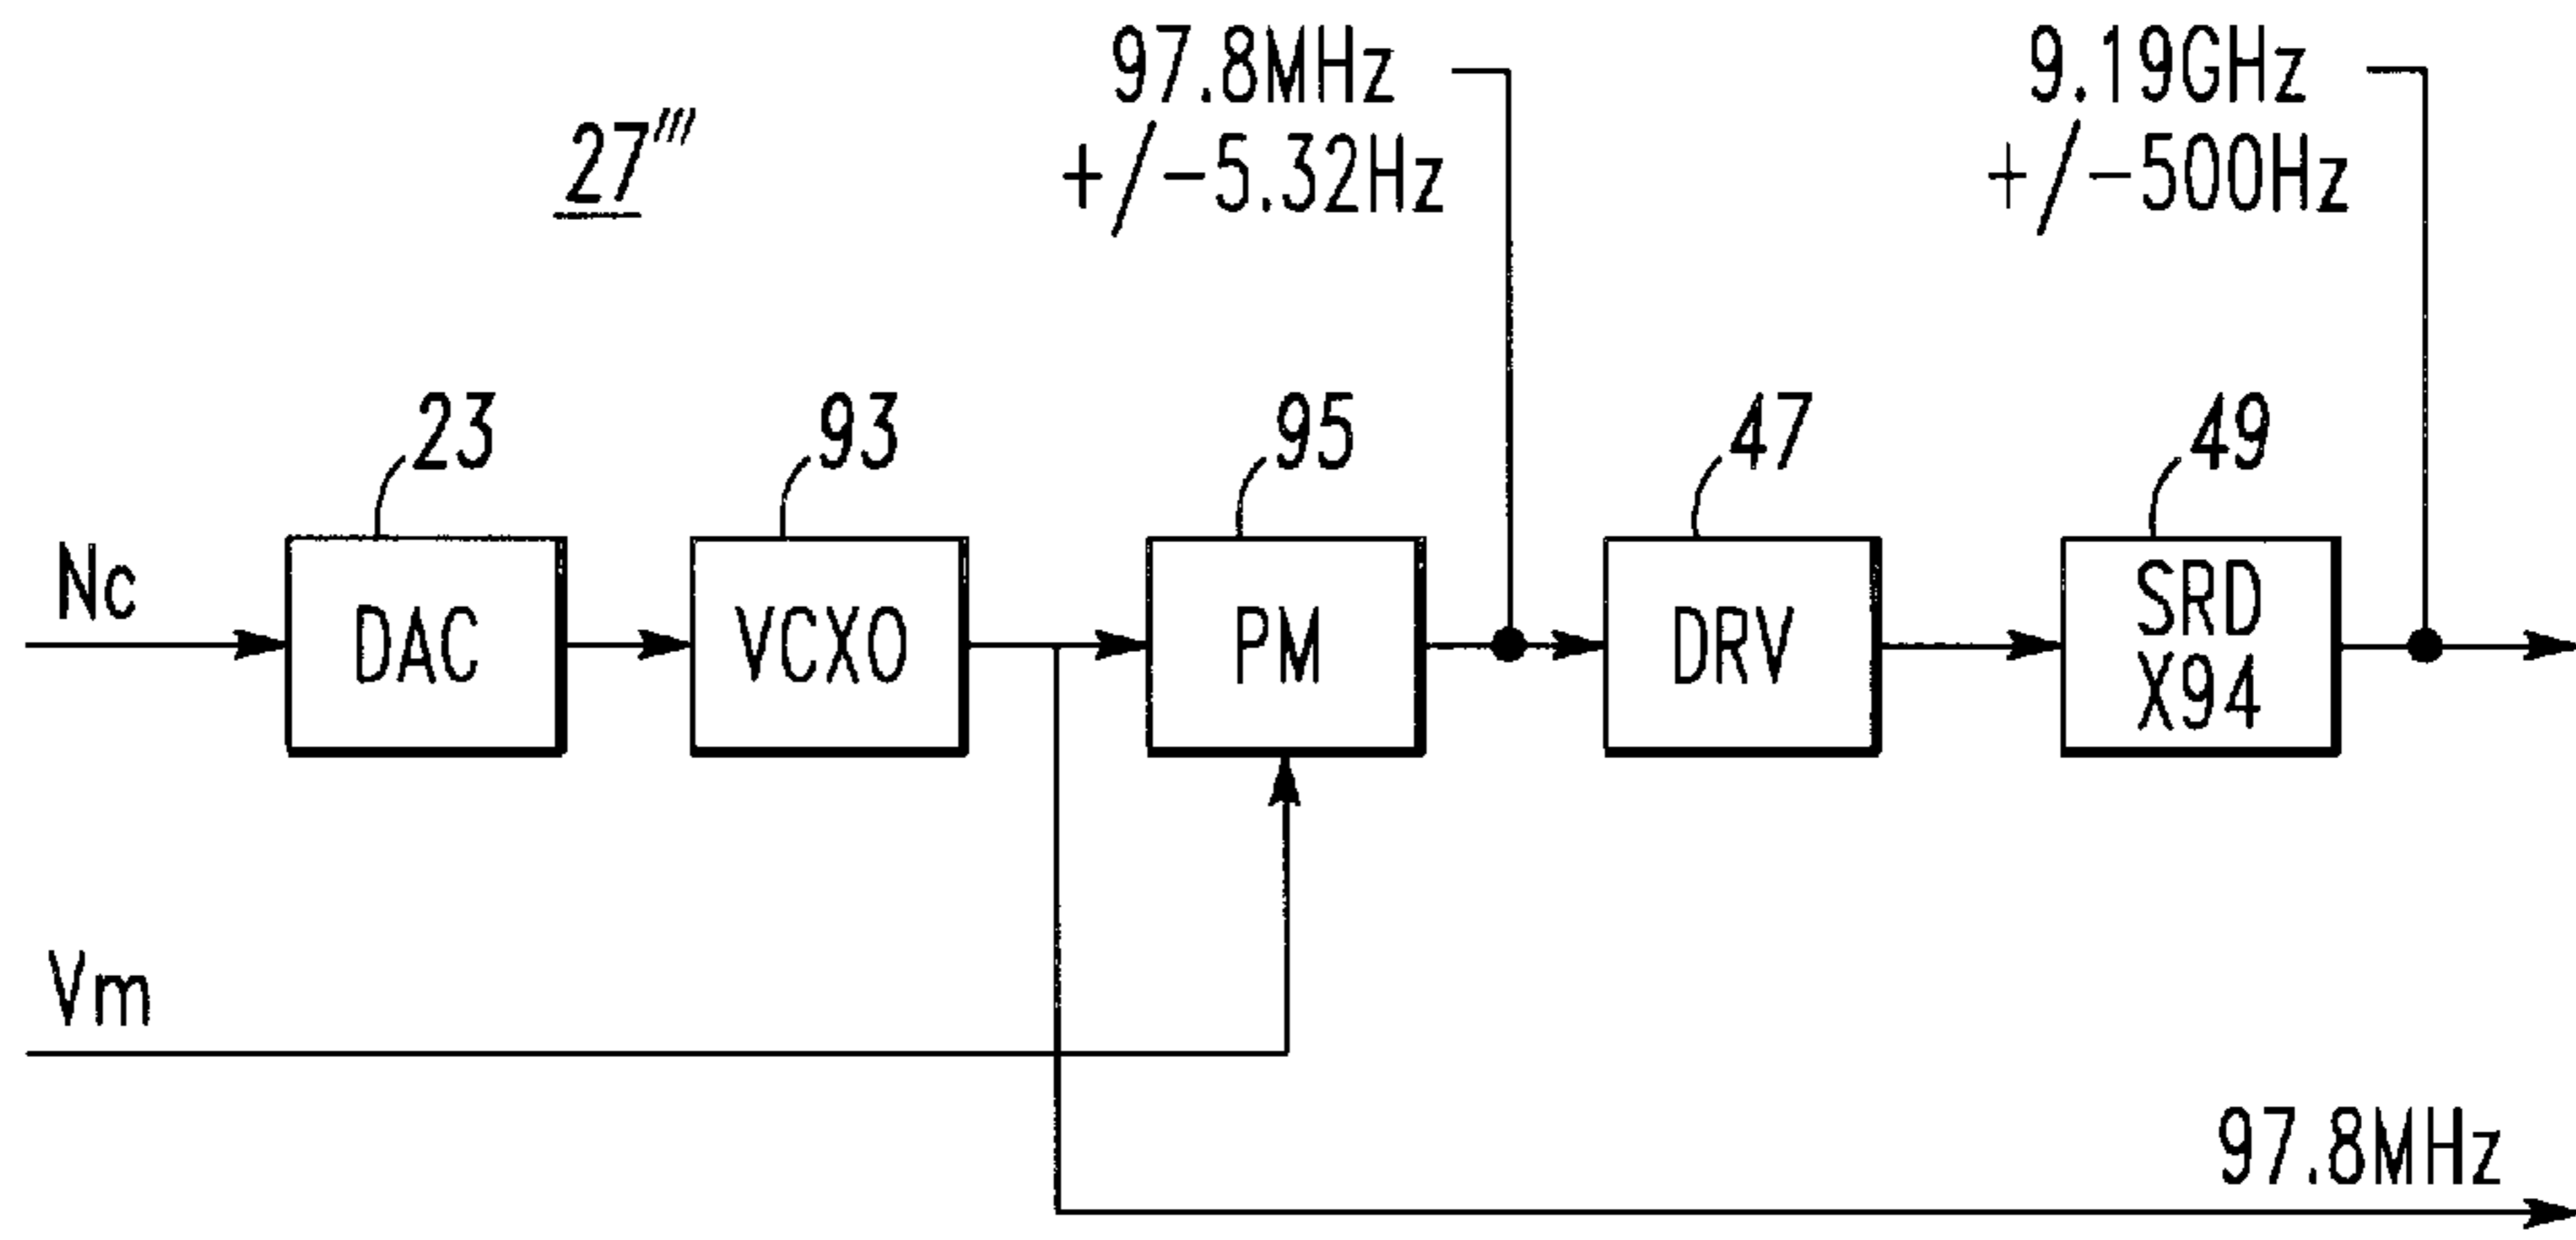 97.8MHz
+/-5.32Hz
9.19GHz
+/-500Hz
27'''
23
93
95
47
49
Nc
DAC
VCXO
PM
DRV
SRD
X94
Vm
97.8MHz